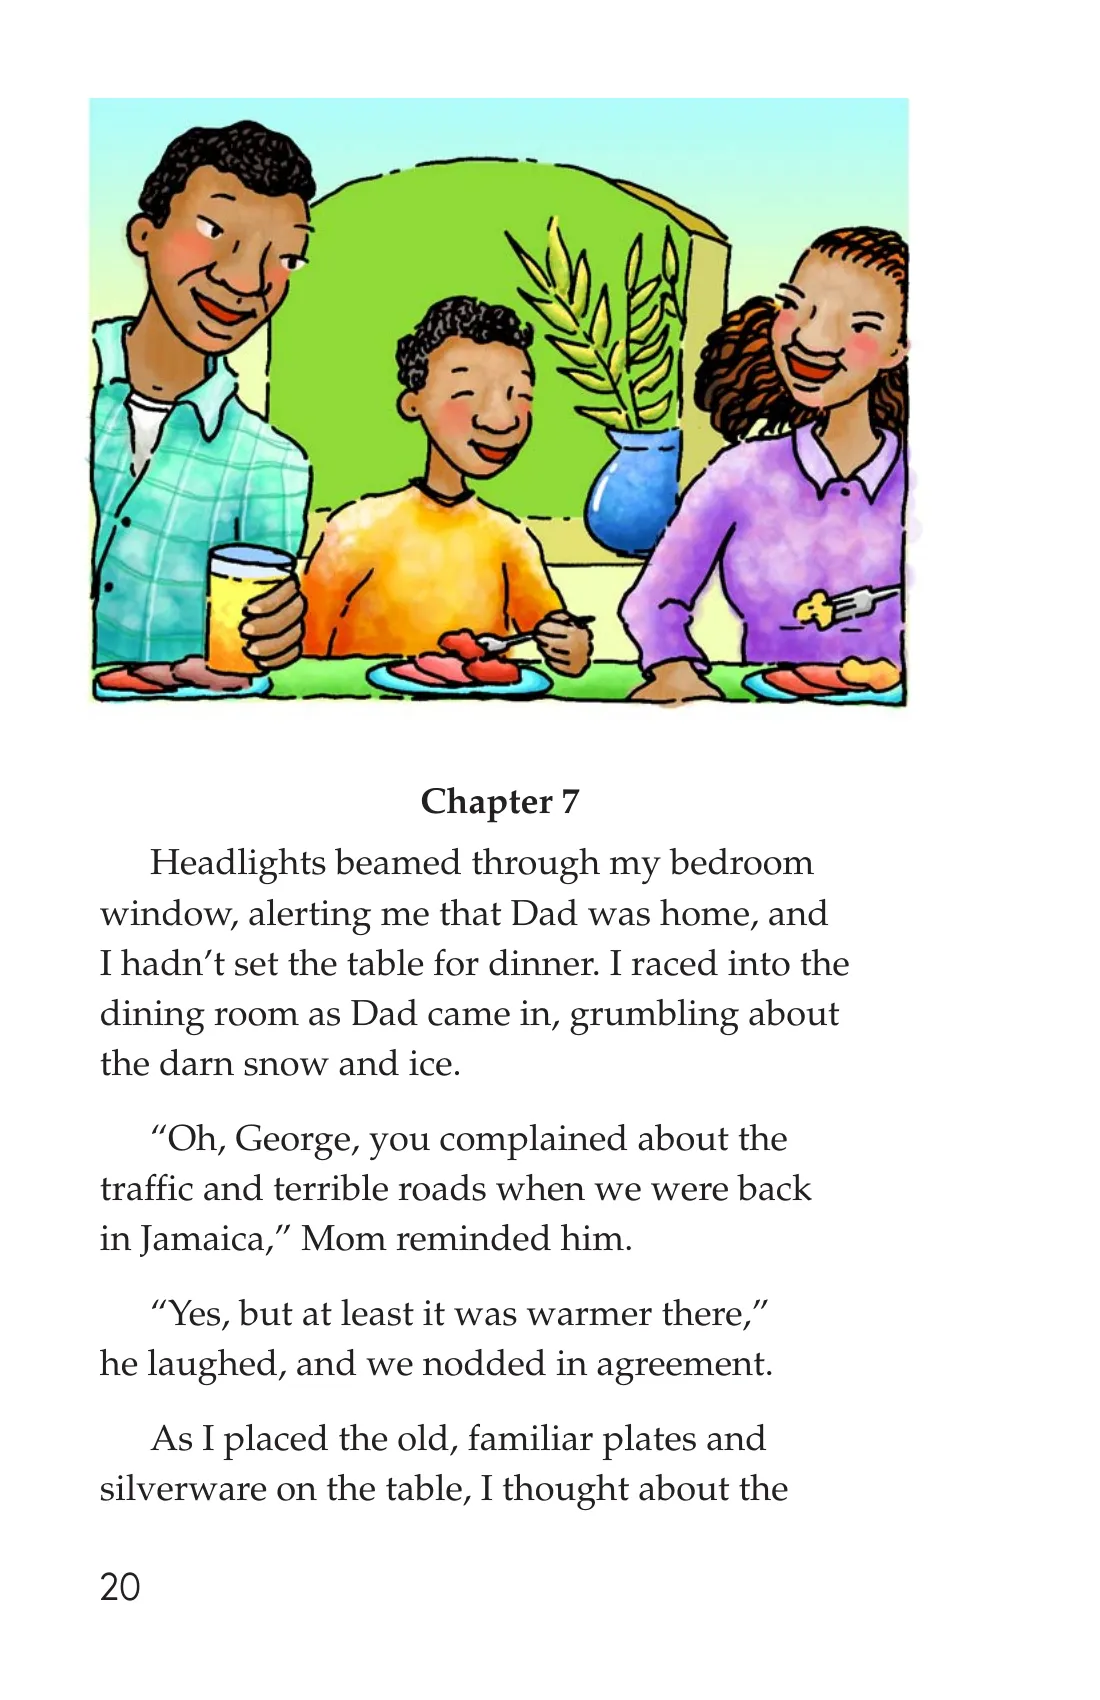 Chapter 7
Headlights beamed through my bedroom
window, alerting me that Dad was home, and
I hadn’t set the table for dinner. I raced into the
dining room as Dad came in, grumbling about
the darn snow and ice.
“Oh, George, you complained about the
traffic and terrible roads when we were back
in Jamaica,” Mom reminded him.
“Yes, but at least it was warmer there,”
he laughed, and we nodded in agreement.
As I placed the old, familiar plates and
silverware on the table, I thought about the
20